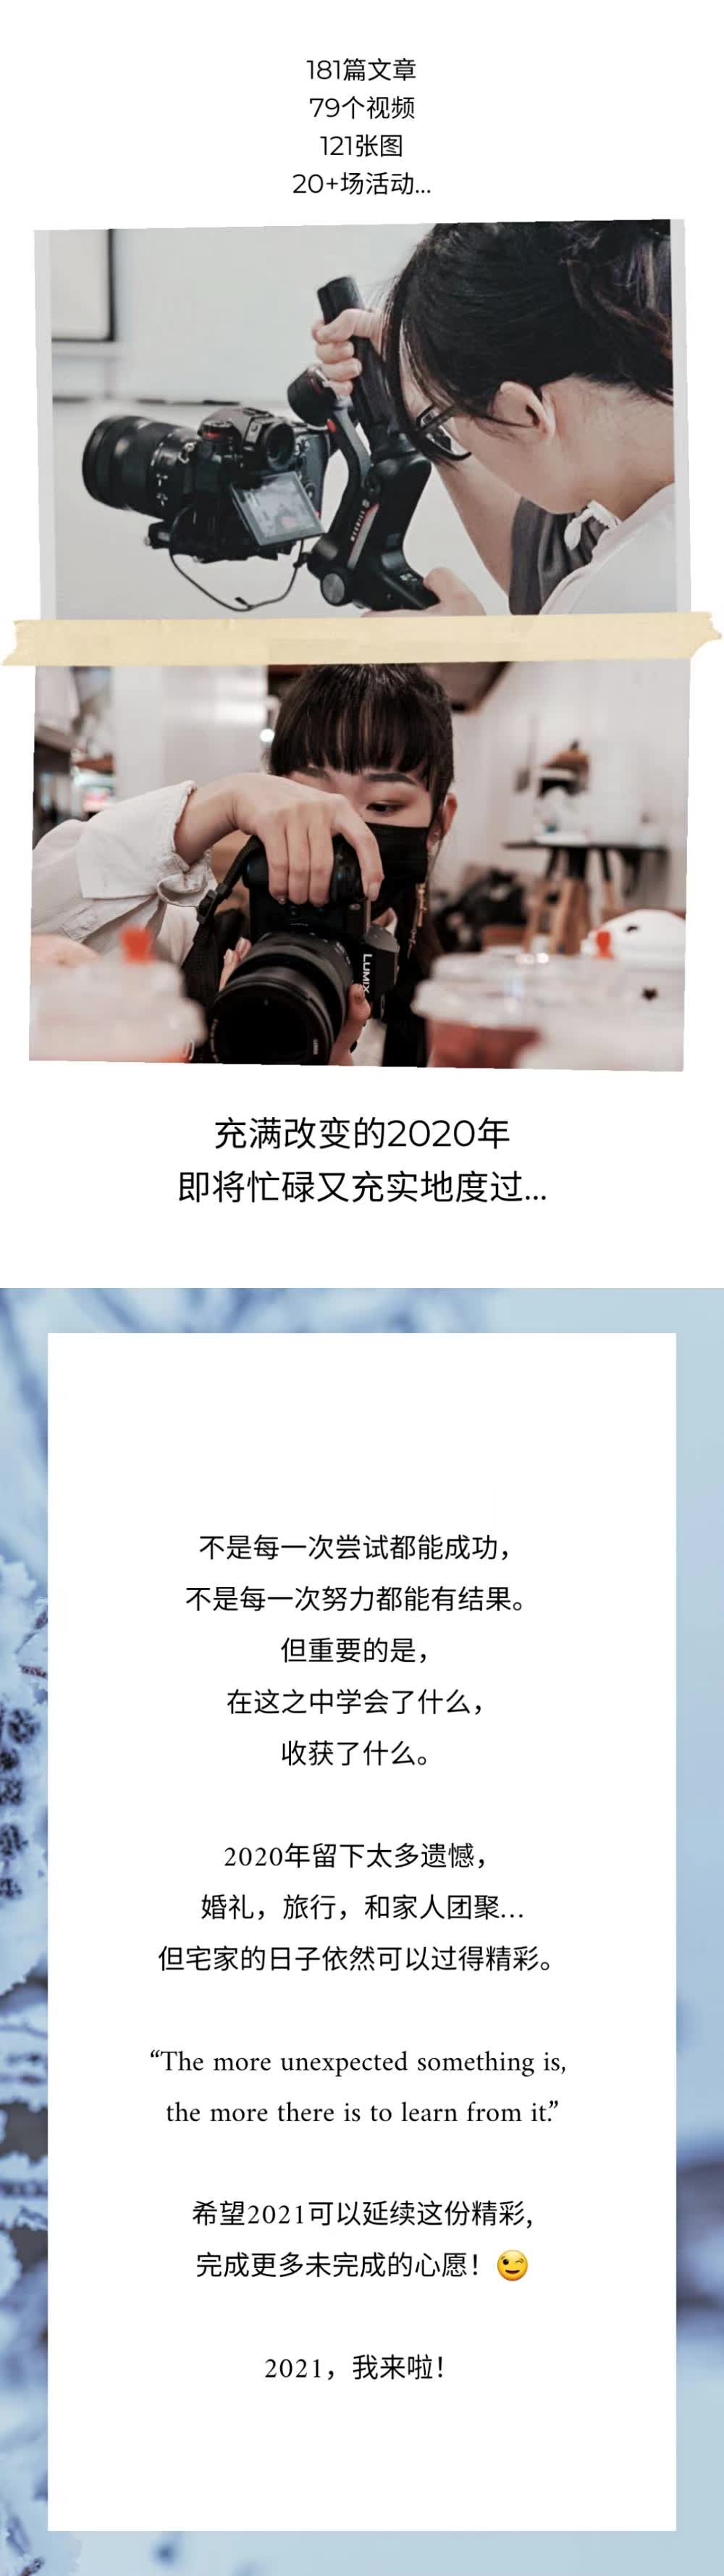 181篇文章
79个视频
121张图
20+场活动...
WEEBILL
LUMIX
充满改变的2020年
即将忙碌又充实地度过...
不是每一次尝试都能成功，
不是每一次努力都能有结果。
但重要的是，
在这之中学会了什么，
收获了什么。
2020年留下太多遗憾，
婚礼，旅行，和家人团聚...
但宅家的日子依然可以过得精彩。
“The more unexpected something is,
the more there is to learn from it.”
希望2021可以延续这份精彩,
完成更多未完成的心愿！😉
2021，我来啦！